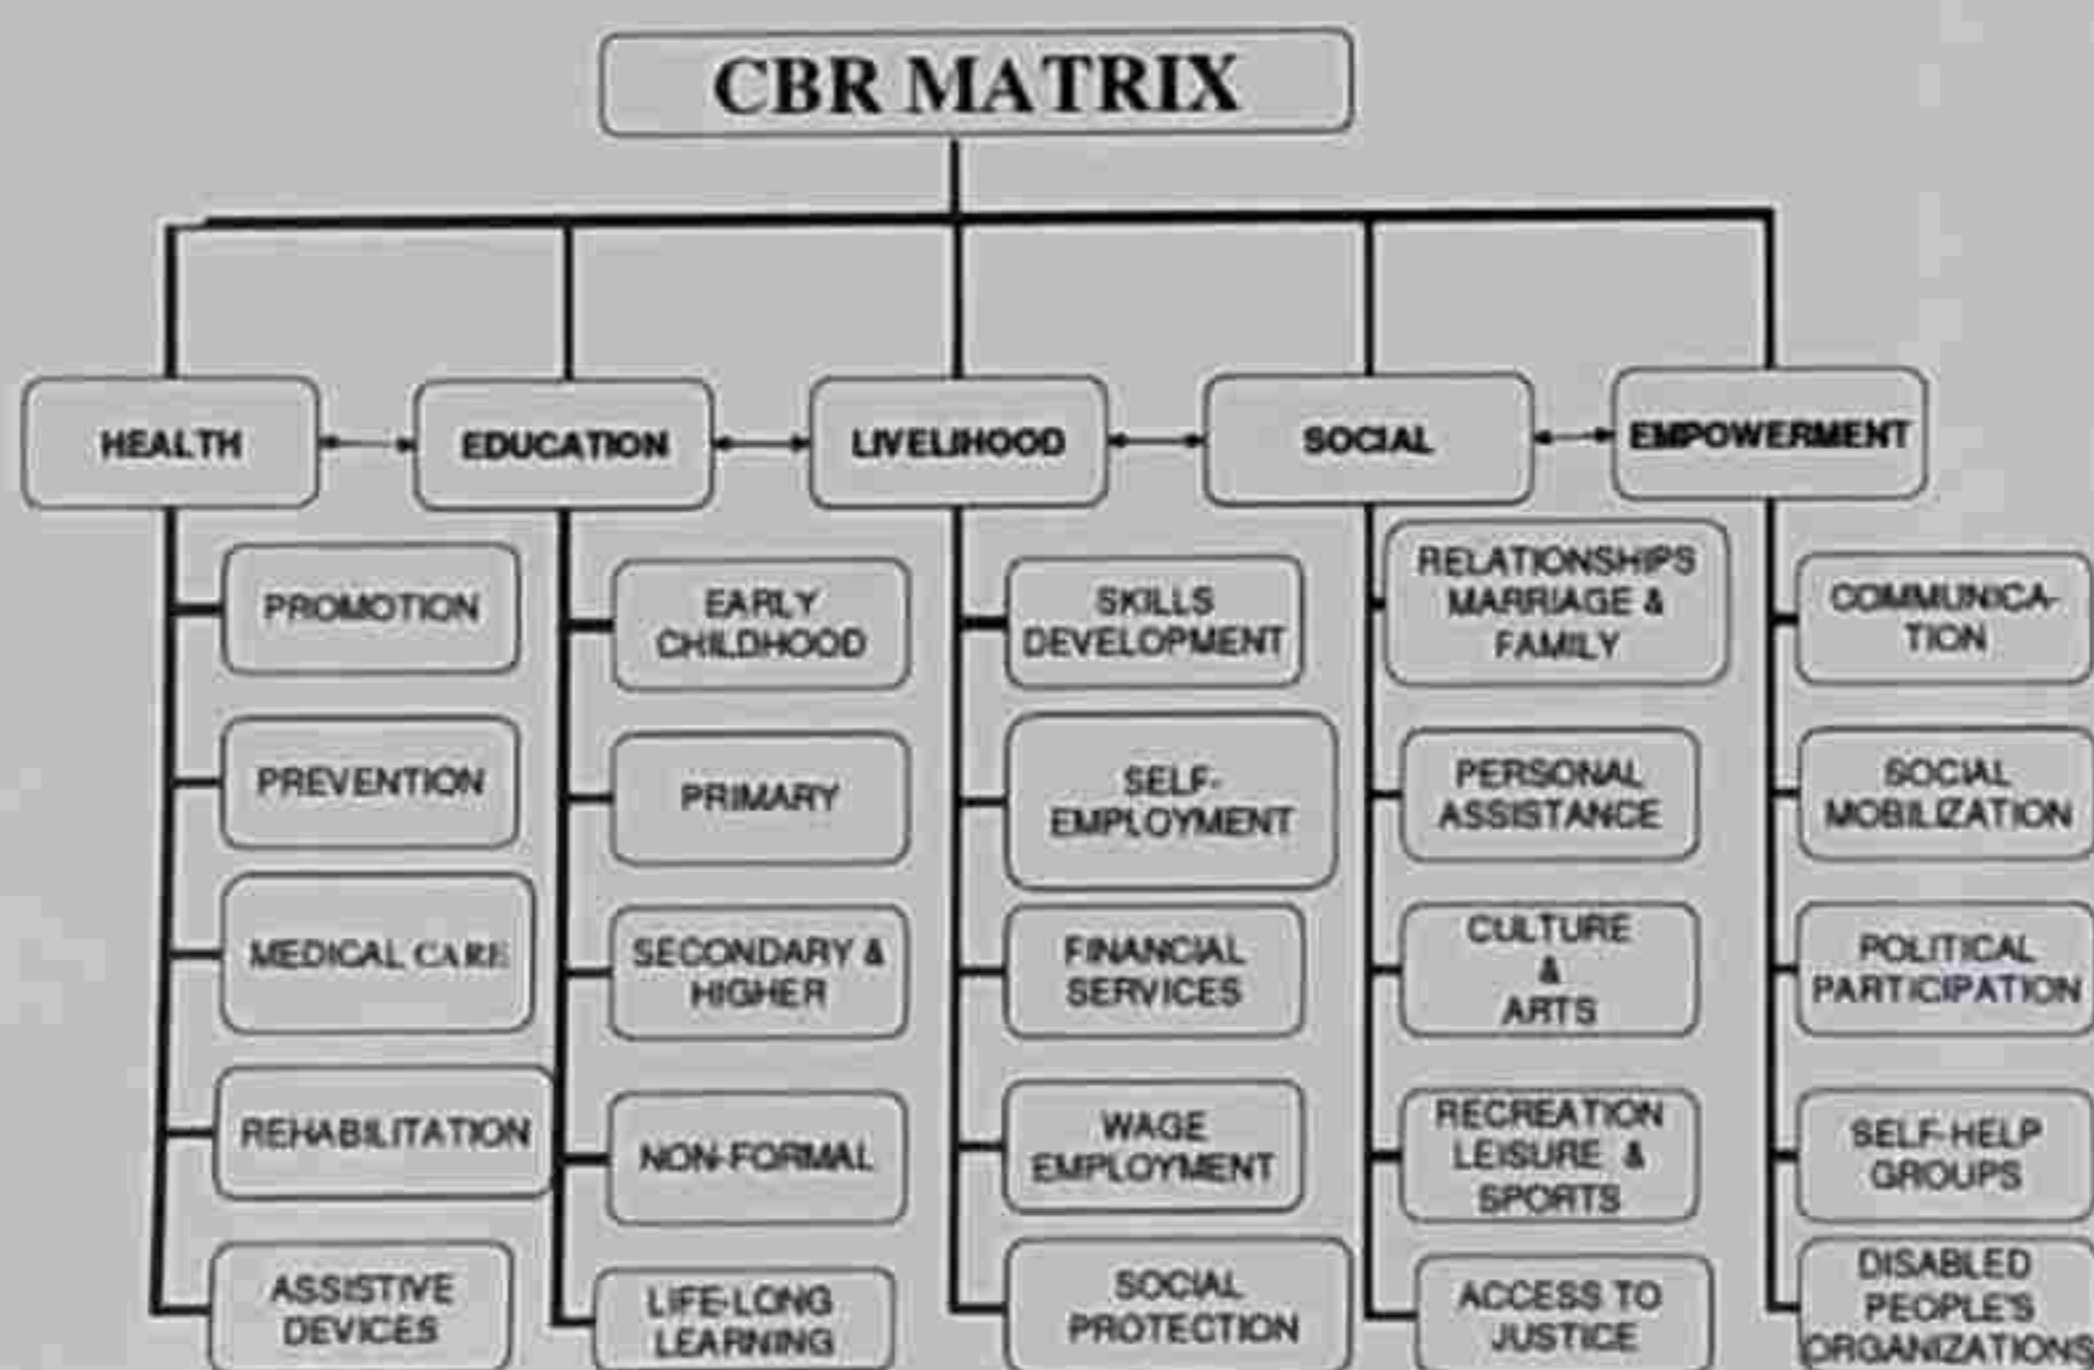 CBR MATRIX
HEALTH
EDUCATION
LIVELIHOOD
SOCIAL
EMPOWERMENT
PROMOTION
PREVENTION
MEDICAL CARE
REHABILITATION
ASSISTIVE
DEVICES
EARLY
CHILDHOOD
PRIMARY
SECONDARY &
HIGHER
NON-FORMAL
LIFE-LONG
LEARNING
SKILLS
DEVELOPMENT
SELF-
EMPLOYMENT
FINANCIAL
SERVICES
WAGE
EMPLOYMENT
SOCIAL
PROTECTION
RELATIONSHIPS
MARRIAGE &
FAMILY
PERSONAL
ASSISTANCE
CULTURE
&
ARTS
RECREATION
LEISURE &
SPORTS
ACCESS TO
JUSTICE
COMMUNICA-
TION
SOCIAL
MOBILIZATION
POLITICAL
PARTICIPATION
SELF-HELP
GROUPS
DISABLED
PEOPLE'S
ORGANIZATIONS